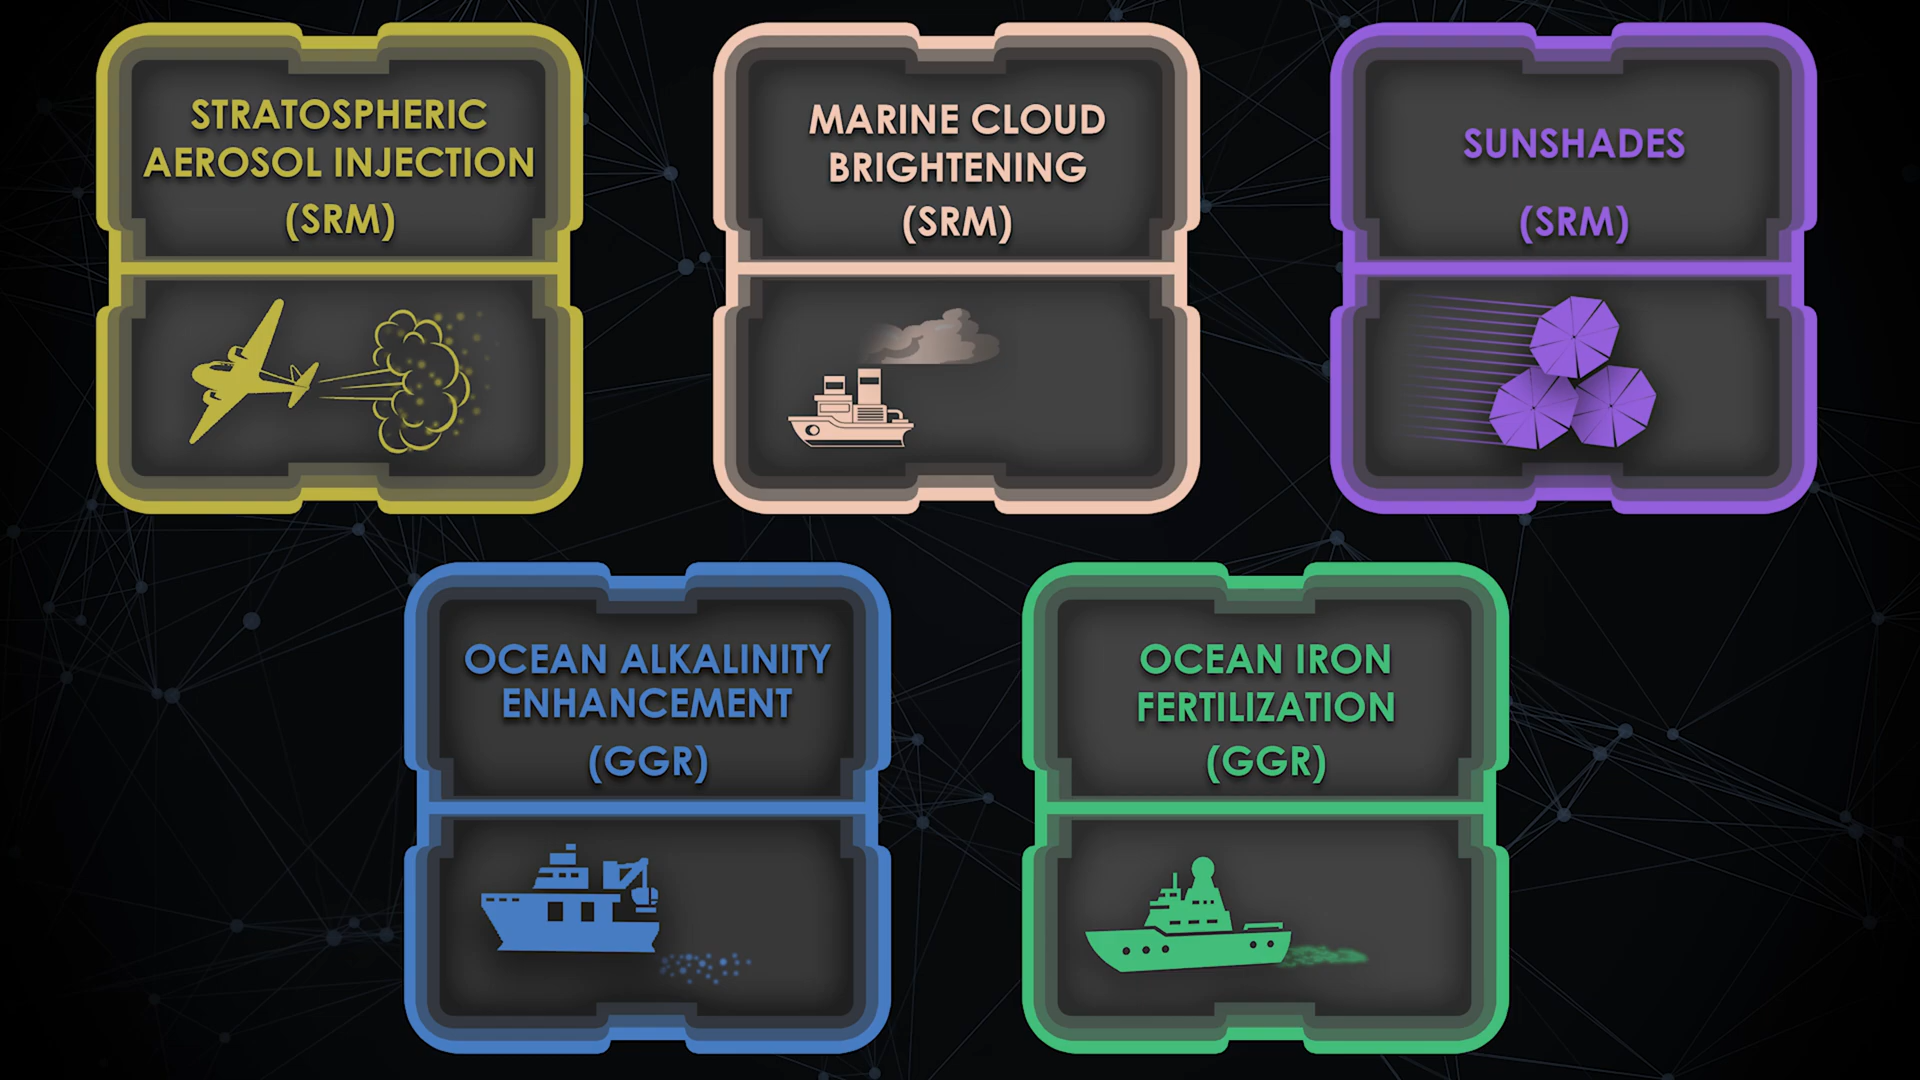 STRATOSPHERIC
AEROSOL INJECTION
(SRM)
MARINE CLOUD
BRIGHTENING
(SRM)
SUNSHADES
(SRM)
OCEAN ALKALINITY
ENHANCEMENT
(GGR)
OCEAN IRON
FERTILIZATION
(GGR)